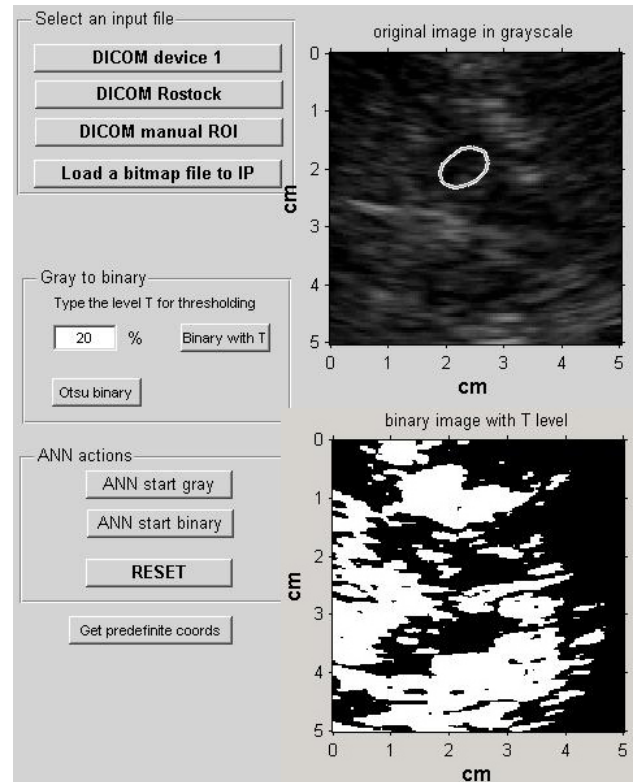 Select an input file
DICOM device 1
DICOM Rostock
DICOM manual ROI
Load a bitmap file to IP
Gray to binary
Type the level T for thresholding
20 % Binary with T
Otsu binary
ANN actions
ANN start gray
ANN start binary
RESET
Get predefinite coords
original image in grayscale
0
1
2
3
4
5
cm
0 1 2 3 4 5
cm
binary image with T level
0
1
2
3
4
5
cm
0 1 2 3 4 5
cm